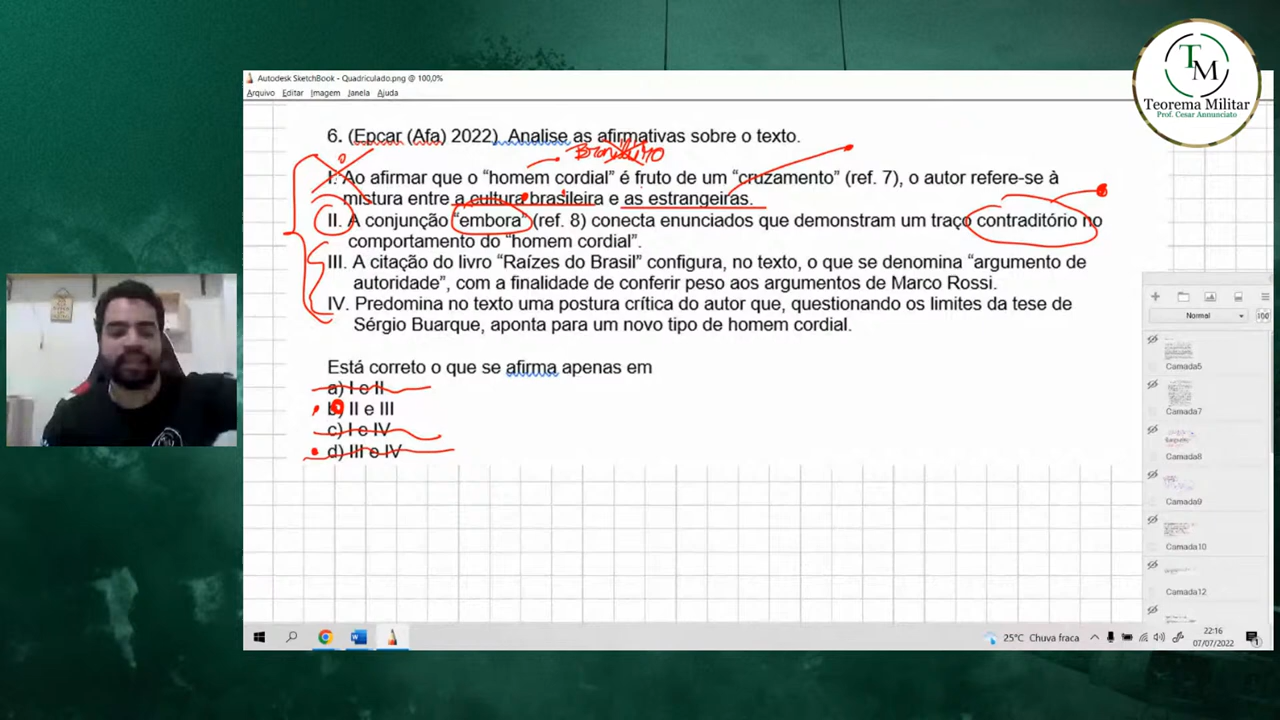 TM
Teorema Militar
Prof. Cesar Annunciato
Autodesk SketchBook - Quadriculado.png @ 100,0%
Arquivo Editar Imagem Janela Ajuda
6. (Epcar (Afa) 2022) Analise as afirmativas sobre o texto.
I. Ao afirmar que o “homem cordial” é fruto de um “cruzamento” (ref. 7), o autor refere-se à
mistura entre a cultura brasileira e as estrangeiras.
II. A conjunção “embora” (ref. 8) conecta enunciados que demonstram um traço contraditório no
comportamento do “homem cordial”.
III. A citação do livro “Raízes do Brasil” configura, no texto, o que se denomina “argumento de
autoridade”, com a finalidade de conferir peso aos argumentos de Marco Rossi.
IV. Predomina no texto uma postura crítica do autor que, questionando os limites da tese de
Sérgio Buarque, aponta para um novo tipo de homem cordial.
Está correto o que se afirma apenas em
a) I e II
b) II e III
c) I e IV
d) III e IV
Normal
100
Camada5
Camada7
Camada8
Camada9
Camada10
Camada12
25°C Chuva fraca
22:16
07/07/2022